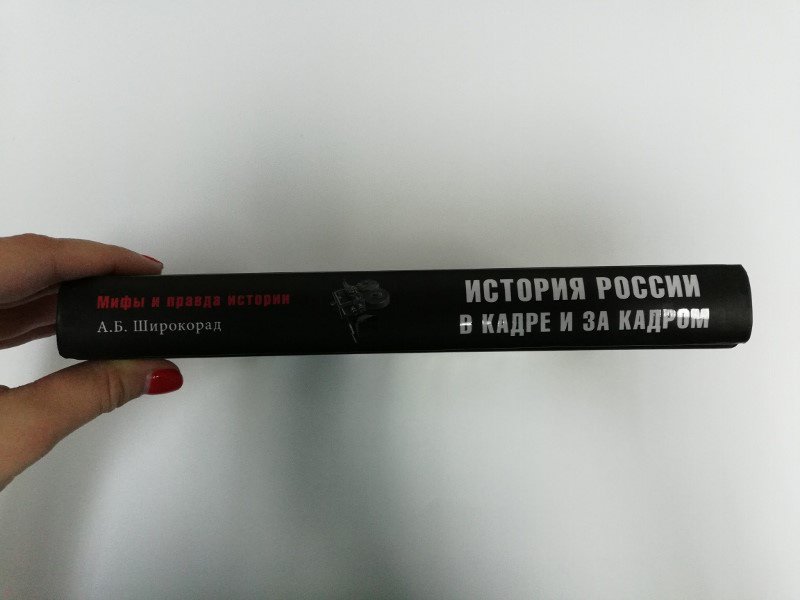 Мифы и правда истории
А.Б. Широкорад
ИСТОРИЯ РОССИИ
В КАДРЕ И ЗА КАДРОМ